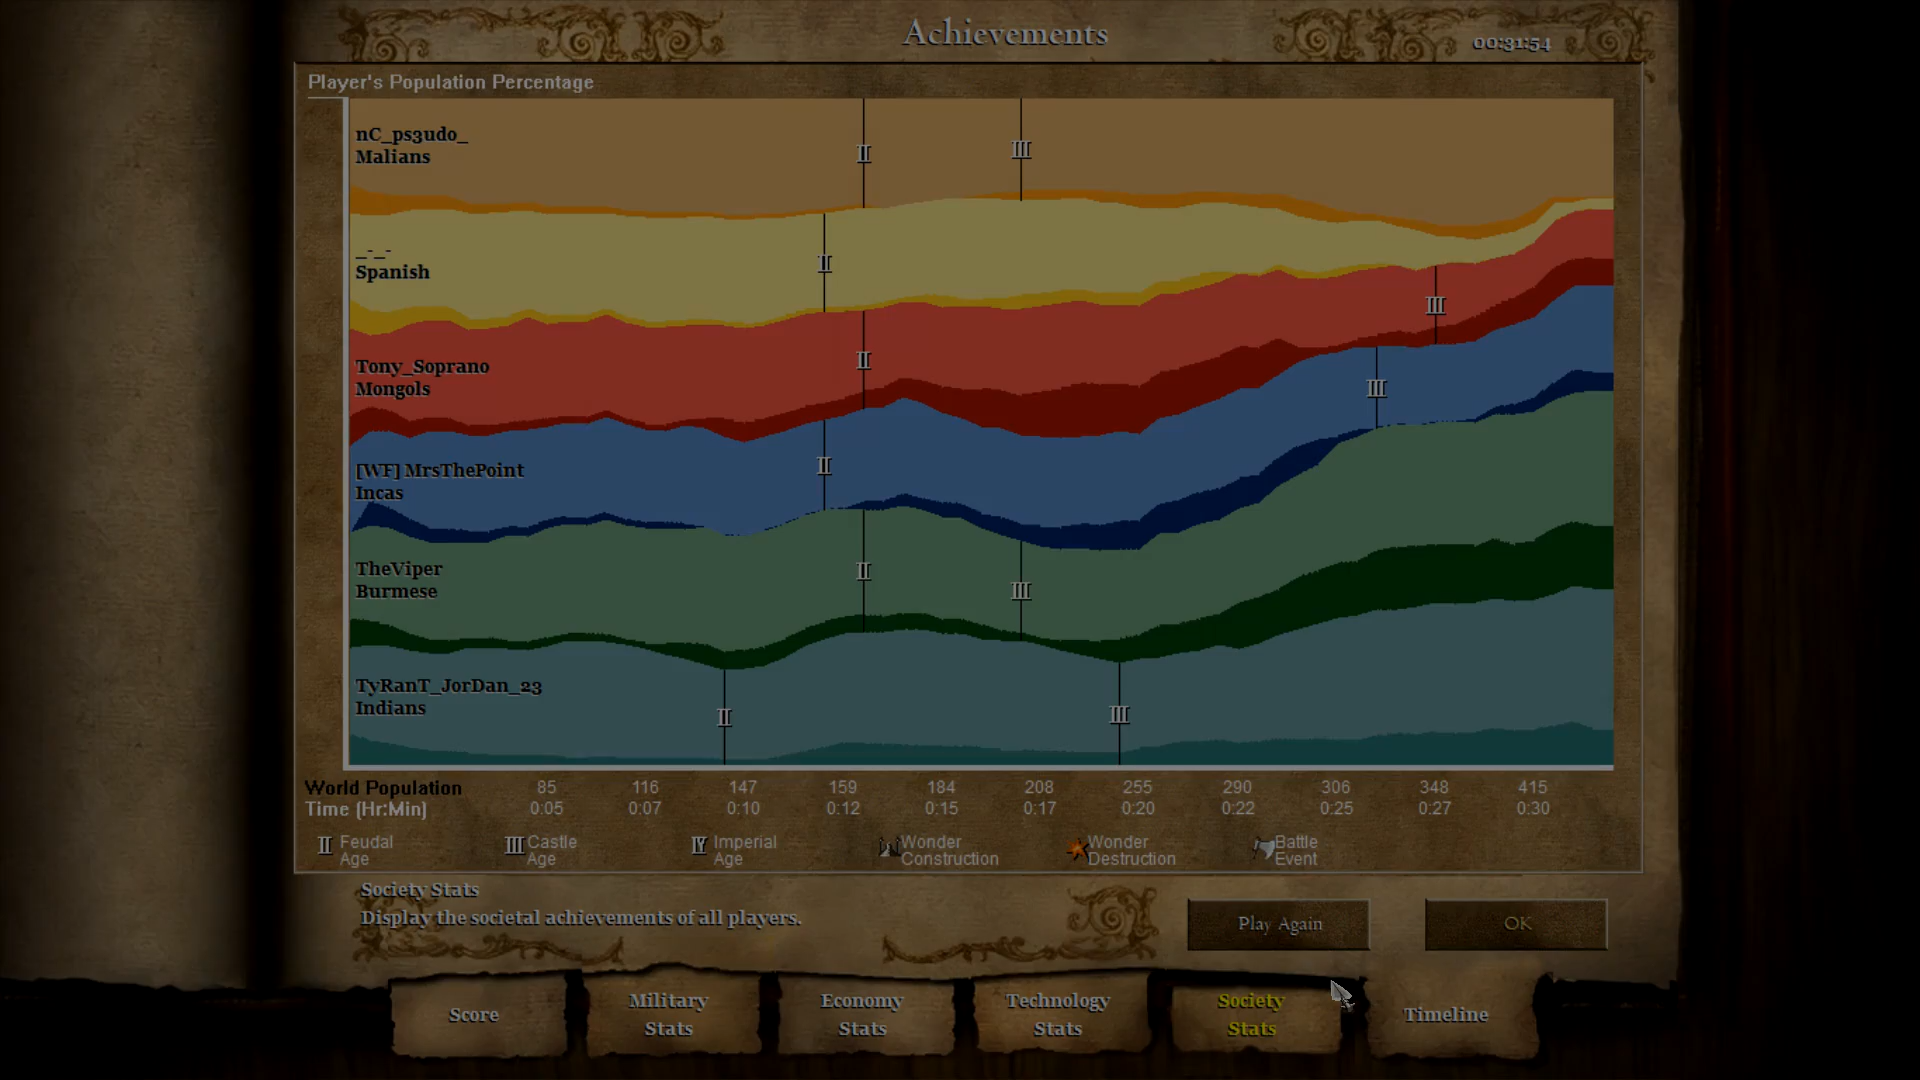 Achievements
00:31:54
Player's Population Percentage
nC_ps3udo_
Malians
II
III
_-_-
Spanish
II
III
Tony_Soprano
Mongols
II
III
[WF] MrsThePoint
Incas
II
TheViper
Burmese
II
III
TyRanT_JorDan_23
Indians
II
III
World Population 85 116 147 159 184 208 255 290 306 348 415
Time (Hr:Min) 0:05 0:07 0:10 0:12 0:15 0:17 0:20 0:22 0:25 0:27 0:30
II Feudal Age
III Castle Age
IV Imperial Age
Wonder Construction
Wonder Destruction
Battle Event
Society Stats
Display the societal achievements of all players.
Play Again
OK
Score
Military Stats
Economy Stats
Technology Stats
Society Stats
Timeline